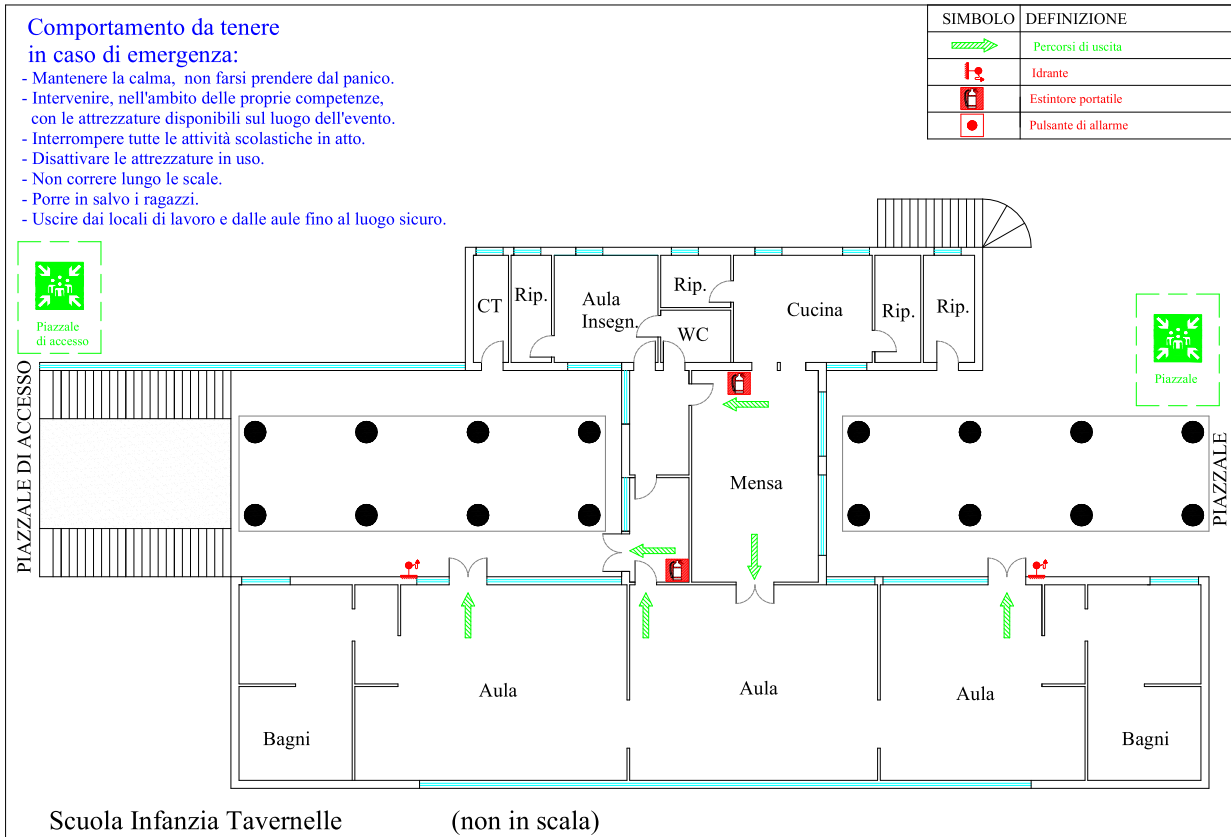 Comportamento da tenere
in caso di emergenza:
- Mantenere la calma, non farsi prendere dal panico.
- Intervenire, nell'ambito delle proprie competenze,
con le attrezzature disponibili sul luogo dell'evento.
- Interrompere tutte le attività scolastiche in atto.
- Disattivare le attrezzature in uso.
- Non correre lungo le scale.
- Porre in salvo i ragazzi.
- Uscire dai locali di lavoro e dalle aule fino al luogo sicuro.
SIMBOLO DEFINIZIONE
Percorsi di uscita
Idrante
Estintore portatile
Pulsante di allarme
Piazzale
di accesso
CT
Rip.
Aula
Insegn.
Rip.
WC
Cucina
Rip.
Rip.
Piazzale
PIAZZALE DI ACCESSO
Mensa
PIAZZALE
Aula
Aula
Aula
Bagni
Bagni
Scuola Infanzia Tavernelle (non in scala)